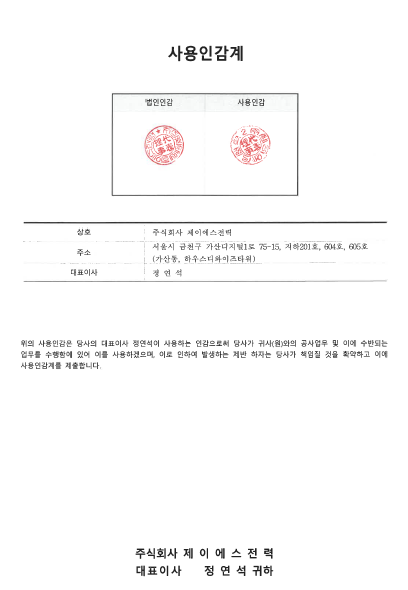 사용인감계
법인인감 사용인감
상호 주식회사 제이에스전력
주소 서울시 금천구 가산디지털1로 75-15, 지하201호, 604호, 605호
(가산동, 하우스디와이즈타워)
대표이사 정 연 석
위의 사용인감은 당사의 대표이사 정연석이 사용하는 인감으로써 당사가 귀사(원)와의 공사업무 및 이에 수반되는
업무를 수행함에 있어 이를 사용하겠으며, 이로 인하여 발생하는 제반 하자는 당사가 책임질 것을 확약하고 이에
사용인감계를 제출합니다.
주식회사 제 이 에 스 전 력
대표이사 정 연 석 귀하